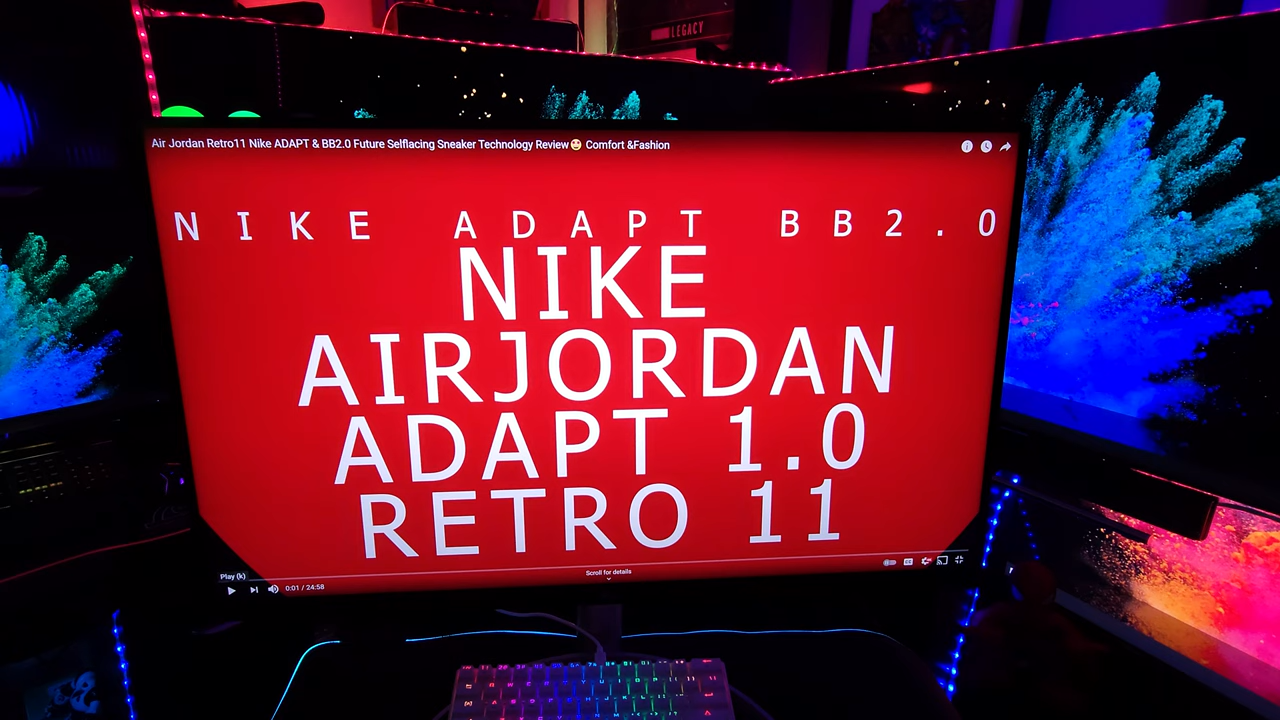 LEGACY
Air Jordan Retro11 Nike ADAPT & BB2.0 Future Selflacing Sneaker Technology Review😍 Comfort &Fashion
NIKE ADAPT BB2.0
NIKE
AIRJORDAN
ADAPT 1.0
RETRO 11
Scroll for details
Play (k)
0:01 / 24:58